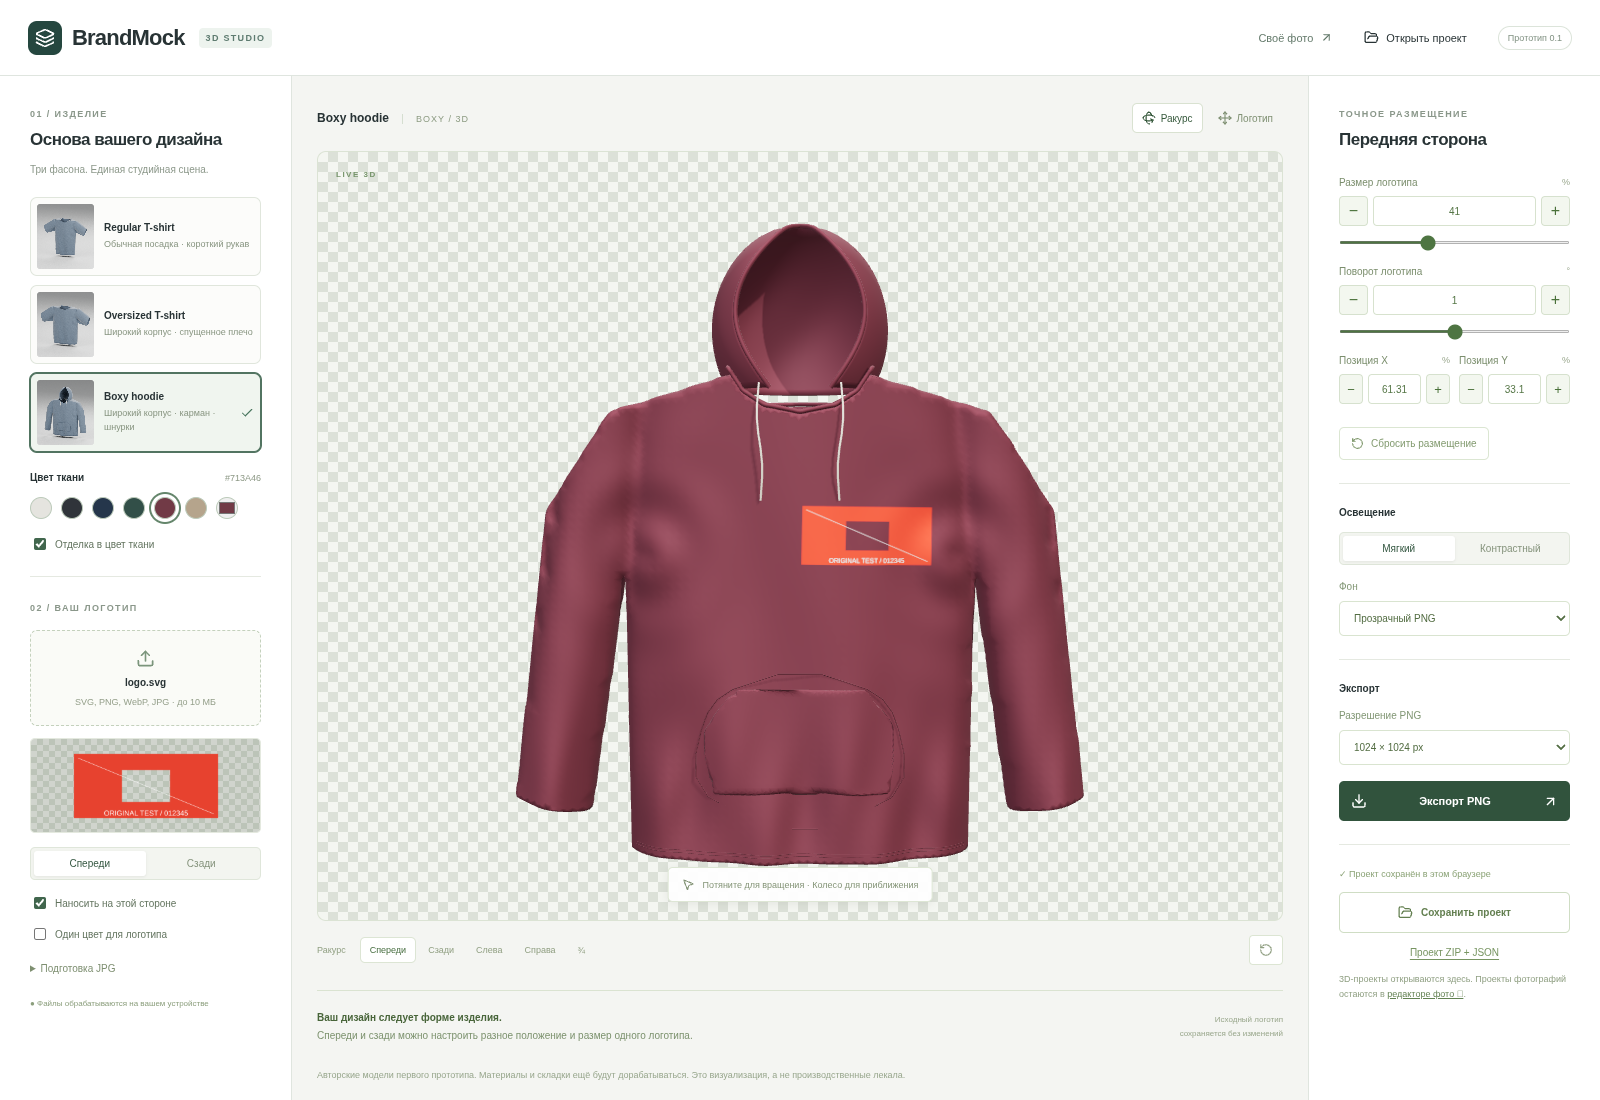 BrandMock
3D STUDIO
Своё фото
Открыть проект
Прототип 0.1
01 / ИЗДЕЛИЕ
Основа вашего дизайна
Три фасона. Единая студийная сцена.
Regular T-shirt
Обычная посадка · короткий рукав
Oversized T-shirt
Широкий корпус · спущенное плечо
Boxy hoodie
Широкий корпус · карман ·
шнурки
Цвет ткани
#713A46
Отделка в цвет ткани
02 / ВАШ ЛОГОТИП
logo.svg
SVG, PNG, WebP, JPG · до 10 МБ
ORIGINAL TEST / 012345
Спереди
Сзади
Наносить на этой стороне
Один цвет для логотипа
▶ Подготовка JPG
● Файлы обрабатываются на вашем устройстве
Boxy hoodie
BOXY / 3D
Ракурс
Логотип
LIVE 3D
ORIGINAL TEST / 012345
Потяните для вращения · Колесо для приближения
Ракурс
Спереди
Сзади
Слева
Справа
¾
Ваш дизайн следует форме изделия.
Спереди и сзади можно настроить разное положение и размер одного логотипа.
Исходный логотип
сохраняется без изменений
Авторские модели первого прототипа. Материалы и складки ещё будут дорабатываться. Это визуализация, а не производственные лекала.
ТОЧНОЕ РАЗМЕЩЕНИЕ
Передняя сторона
Размер логотипа
%
− 41 +
Поворот логотипа
°
− 1 +
Позиция X % Позиция Y %
− 61.31 + − 33.1 +
Сбросить размещение
Освещение
Мягкий
Контрастный
Фон
Прозрачный PNG
Экспорт
Разрешение PNG
1024 × 1024 px
Экспорт PNG
✓ Проект сохранён в этом браузере
Сохранить проект
Проект ZIP + JSON
3D-проекты открываются здесь. Проекты фотографий
остаются в редакторе фото.